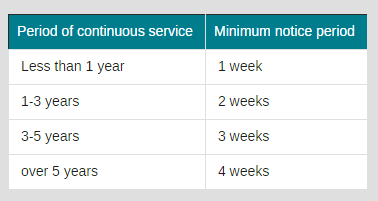 Period of continuous service Minimum notice period
Less than 1 year 1 week
1-3 years 2 weeks
3-5 years 3 weeks
over 5 years 4 weeks